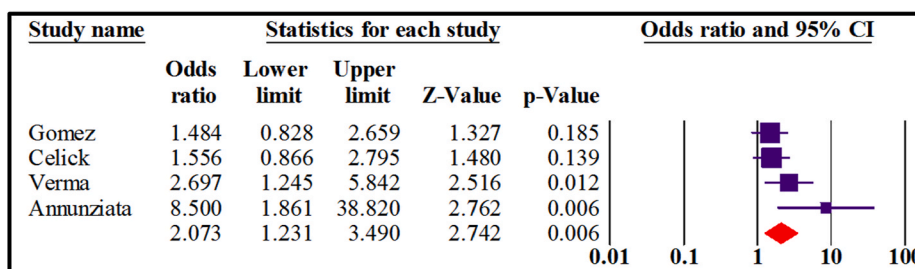 Study name Statistics for each study Odds ratio and 95% CI
Odds Lower Upper
ratio limit limit Z-Value p-Value
Gomez 1.484 0.828 2.659 1.327 0.185
Celick 1.556 0.866 2.795 1.480 0.139
Verma 2.697 1.245 5.842 2.516 0.012
Annunziata 8.500 1.861 38.820 2.762 0.006
2.073 1.231 3.490 2.742 0.006
0.01 0.1 1 10 100